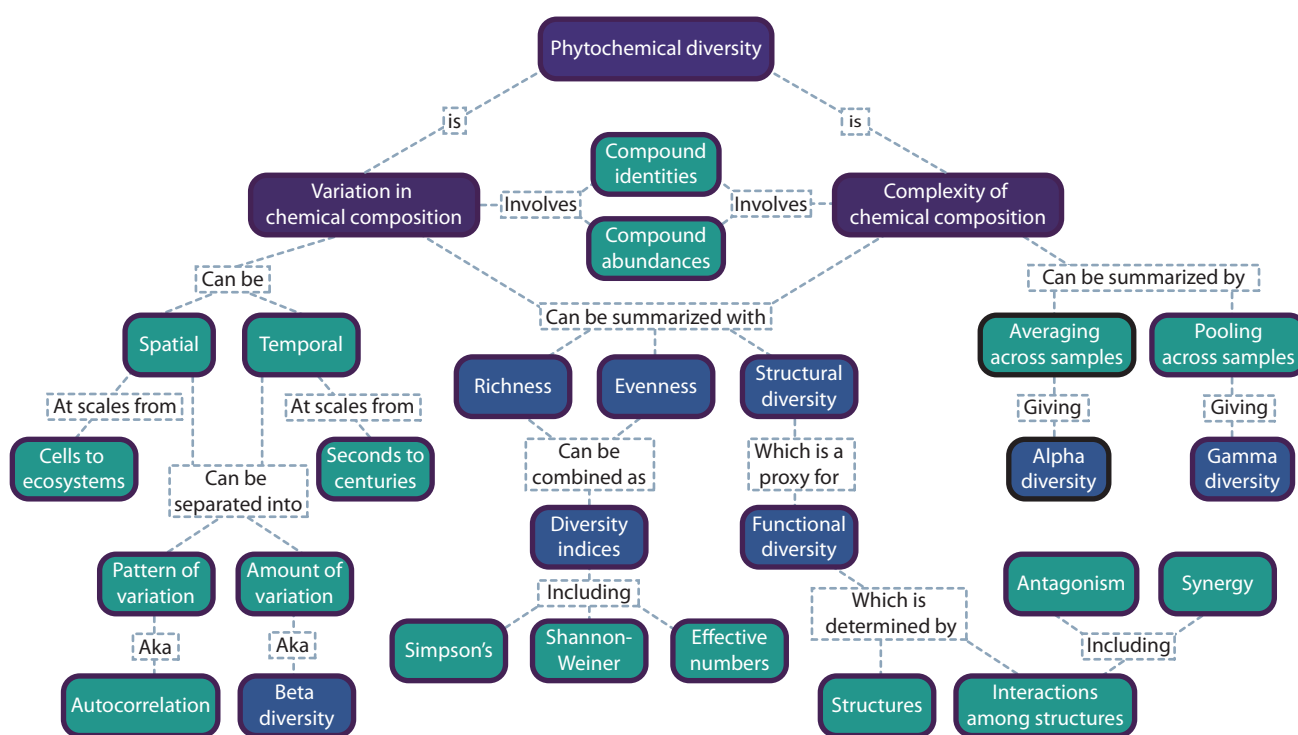 Phytochemical diversity
is
is
Compound
identities
Variation in
chemical composition
Involves
Involves
Complexity of
chemical composition
Compound
abundances
Can be
Can be summarized by
Can be summarized with
Spatial
Temporal
Averaging
across samples
Pooling
across samples
Richness
Evenness
Structural
diversity
At scales from
At scales from
Giving
Giving
Cells to
ecosystems
Seconds to
centuries
Can be
combined as
Which is a
proxy for
Alpha
diversity
Gamma
diversity
Can be
separated into
Diversity
indices
Functional
diversity
Pattern of
variation
Amount of
variation
Antagonism
Synergy
Including
Which is
determined by
Aka
Aka
Simpson's
Shannon-
Weiner
Effective
numbers
Including
Autocorrelation
Beta
diversity
Structures
Interactions
among structures